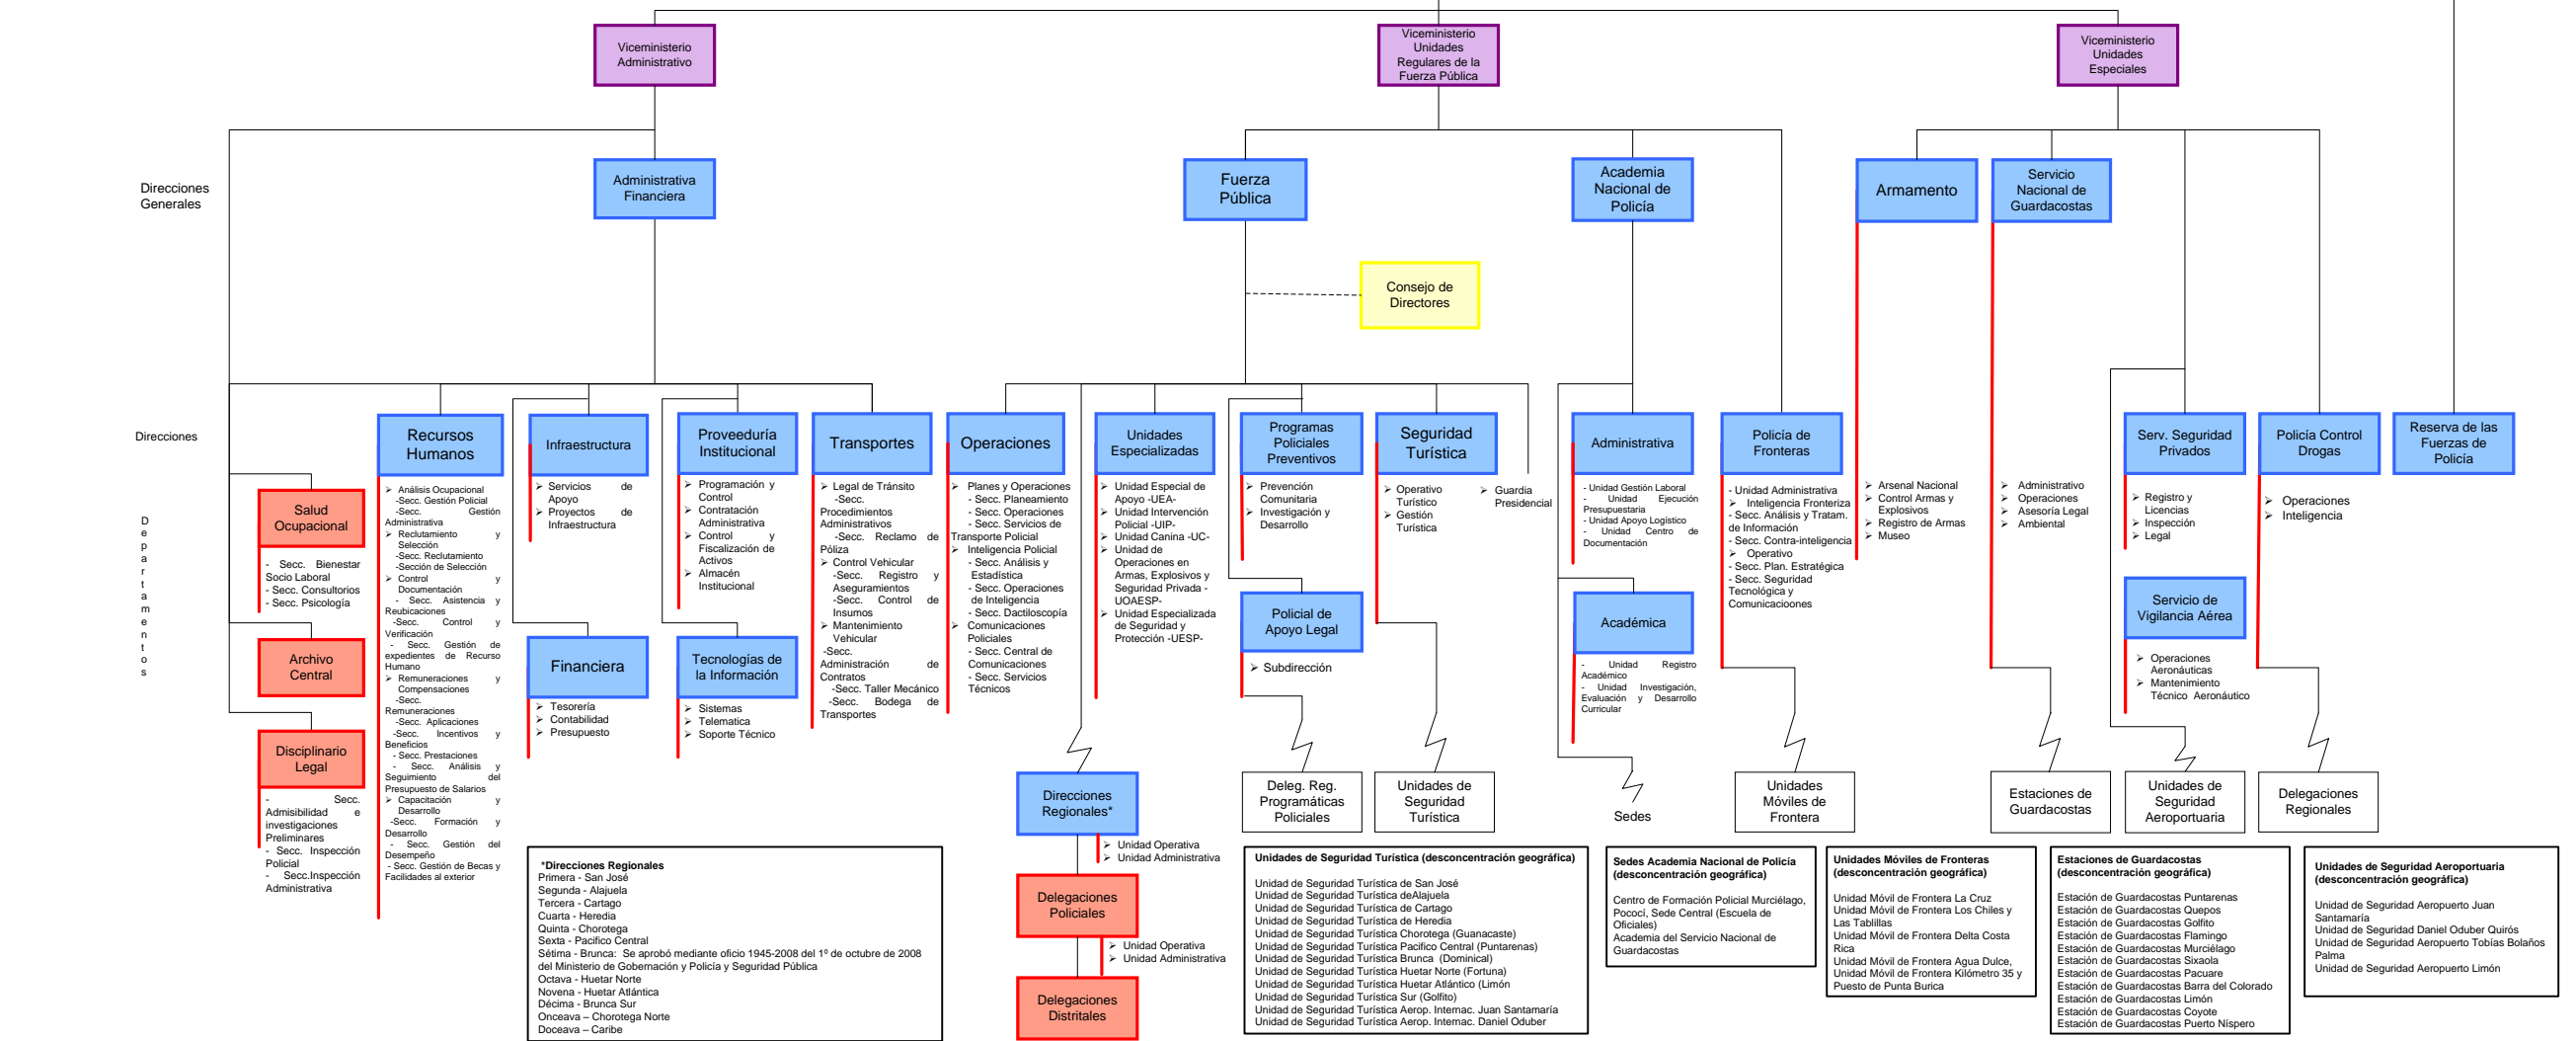 Viceministerio
Administrativo
Viceministerio
Unidades
Regulares de la
Fuerza Pública
Viceministerio
Unidades
Especiales
Direcciones
Generales
Administrativa
Financiera
Fuerza
Pública
Academia
Nacional de
Policía
Armamento
Servicio
Nacional de
Guardacostas
Consejo de
Directores
Direcciones
Departamentos
Salud
Ocupacional
- Secc. Bienestar
Socio Laboral
- Secc. Consultorios
- Secc. Psicología
Archivo
Central
Disciplinario
Legal
- Secc.
Admisibilidad e
investigaciones
Preliminares
- Secc. Inspección
Policial
- Secc.Inspección
Administrativa
Recursos
Humanos
➢ Análisis Ocupacional
-Secc. Gestión Policial
-Secc. Gestión
Administrativa
➢ Reclutamiento y
Selección
-Secc. Reclutamiento
-Sección de Selección
➢ Control y
Documentación
- Secc. Asistencia y
Reubicaciones
-Secc. Control y
Verificación
- Secc. Gestión de
expedientes de Recurso
Humano
➢ Remuneraciones y
Compensaciones
-Secc.
Remuneraciones
-Secc. Aplicaciones
-Secc. Incentivos y
Beneficios
- Secc. Prestaciones
- Secc. Análisis y
Seguimiento del
Presupuesto de Salarios
➢ Capacitación y
Desarrollo
-Secc. Formación y
Desarrollo
- Secc. Gestión del
Desempeño
- Secc. Gestión de Becas y
Facilidades al exterior
Infraestructura
➢ Servicios de
Apoyo
➢ Proyectos de
Infraestructura
Financiera
➢ Tesorería
➢ Contabilidad
➢ Presupuesto
Proveeduría
Institucional
➢ Programación y
Control
➢ Contratación
Administrativa
➢ Control y
Fiscalización de
Activos
➢ Almacén
Institucional
Tecnologías de
la Información
➢ Sistemas
➢ Telematica
➢ Soporte Técnico
Transportes
➢ Legal de Tránsito
-Secc.
Procedimientos
Administrativos
-Secc. Reclamo de
Póliza
➢ Control Vehicular
-Secc. Registro y
Aseguramientos
-Secc. Control de
Insumos
➢ Mantenimiento
Vehicular
-Secc.
Administración de
Contratos
-Secc. Taller Mecánico
-Secc. Bodega de
Transportes
Operaciones
➢ Planes y Operaciones
- Secc. Planeamiento
- Secc. Operaciones
- Secc. Servicios de
Transporte Policial
➢ Inteligencia Policial
- Secc. Análisis y
Estadística
- Secc. Operaciones
de Inteligencia
- Secc. Dactiloscopía
➢ Comunicaciones
Policiales
- Secc. Central de
Comunicaciones
- Secc. Servicios
Técnicos
Unidades
Especializadas
➢ Unidad Especial de
Apoyo -UEA-
➢ Unidad Intervención
Policial -UIP-
➢ Unidad Canina -UC-
➢ Unidad de
Operaciones en
Armas, Explosivos y
Seguridad Privada -
UOAESP-
➢ Unidad Especializada
de Seguridad y
Protección -UESP-
Programas
Policiales
Preventivos
➢ Prevención
Comunitaria
➢ Investigación y
Desarrollo
Policial de
Apoyo Legal
➢ Subdirección
Seguridad
Turística
➢ Operativo
Turístico
➢ Gestión
Turística
➢ Guardia
Presidencial
Administrativa
- Unidad Gestión Laboral
- Unidad Ejecución
Presupuestaria
- Unidad Apoyo Logístico
- Unidad Centro de
Documentación
Académica
- Unidad Registro
Académico
- Unidad Investigación,
Evaluación y Desarrollo
Curricular
Policía de
Fronteras
- Unidad Administrativa
➢ Inteligencia Fronteriza
- Secc. Análisis y Tratam.
de Información
- Secc. Contra-inteligencia
➢ Operativo
- Secc. Plan. Estratégica
- Secc. Seguridad
Tecnológica y
Comunicacioones
➢ Arsenal Nacional
➢ Control Armas y
Explosivos
➢ Registro de Armas
➢ Museo
➢ Administrativo
➢ Operaciones
➢ Asesoría Legal
➢ Ambiental
Serv. Seguridad
Privados
➢ Registro y
Licencias
➢ Inspección
➢ Legal
Servicio de
Vigilancia Aérea
➢ Operaciones
Aeronáuticas
➢ Mantenimiento
Técnico Aeronáutico
Policía Control
Drogas
➢ Operaciones
➢ Inteligencia
Reserva de las
Fuerzas de
Policía
Direcciones
Regionales*
➢ Unidad Operativa
➢ Unidad Administrativa
Delegaciones
Policiales
➢ Unidad Operativa
➢ Unidad Administrativa
Delegaciones
Distritales
Deleg. Reg.
Programáticas
Policiales
Unidades de
Seguridad
Turística
Sedes
Unidades
Móviles de
Frontera
Estaciones de
Guardacostas
Unidades de
Seguridad
Aeroportuaria
Delegaciones
Regionales
*Direcciones Regionales
Primera - San José
Segunda - Alajuela
Tercera - Cartago
Cuarta - Heredia
Quinta - Chorotega
Sexta - Pacifico Central
Sétima - Brunca: Se aprobó mediante oficio 1945-2008 del 1º de octubre de 2008
del Ministerio de Gobernación y Policía y Seguridad Pública
Octava - Huetar Norte
Novena - Huetar Atlántica
Décima - Brunca Sur
Onceava – Chorotega Norte
Doceava – Caribe
Unidades de Seguridad Turística (desconcentración geográfica)
Unidad de Seguridad Turística de San José
Unidad de Seguridad Turística deAlajuela
Unidad de Seguridad Turística de Cartago
Unidad de Seguridad Turística de Heredia
Unidad de Seguridad Turística Chorotega (Guanacaste)
Unidad de Seguridad Turística Pacifico Central (Puntarenas)
Unidad de Seguridad Turística Brunca (Dominical)
Unidad de Seguridad Turística Huetar Norte (Fortuna)
Unidad de Seguridad Turística Huetar Atlántico (Limón
Unidad de Seguridad Turística Sur (Golfito)
Unidad de Seguridad Turística Aerop. Internac. Juan Santamaría
Unidad de Seguridad Turística Aerop. Internac. Daniel Oduber
Sedes Academia Nacional de Policía
(desconcentración geográfica)
Centro de Formación Policial Murciélago,
Pococí, Sede Central (Escuela de
Oficiales)
Academia del Servicio Nacional de
Guardacostas
Unidades Móviles de Fronteras
(desconcentración geográfica)
Unidad Móvil de Frontera La Cruz
Unidad Móvil de Frontera Los Chiles y
Las Tablillas
Unidad Móvil de Frontera Delta Costa
Rica
Unidad Móvil de Frontera Agua Dulce,
Unidad Móvil de Frontera Kilómetro 35 y
Puesto de Punta Burica
Estaciones de Guardacostas
(desconcentración geográfica)
Estación de Guardacostas Puntarenas
Estación de Guardacostas Quepos
Estación de Guardacostas Golfito
Estación de Guardacostas Flamingo
Estación de Guardacostas Murciélago
Estación de Guardacostas Sixaola
Estación de Guardacostas Pacuare
Estación de Guardacostas Barra del Colorado
Estación de Guardacostas Limón
Estación de Guardacostas Coyote
Estación de Guardacostas Puerto Níspero
Unidades de Seguridad Aeroportuaria
(desconcentración geográfica)
Unidad de Seguridad Aeropuerto Juan
Santamaría
Unidad de Seguridad Daniel Oduber Quirós
Unidad de Seguridad Aeropuerto Tobías Bolaños
Palma
Unidad de Seguridad Aeropuerto Limón